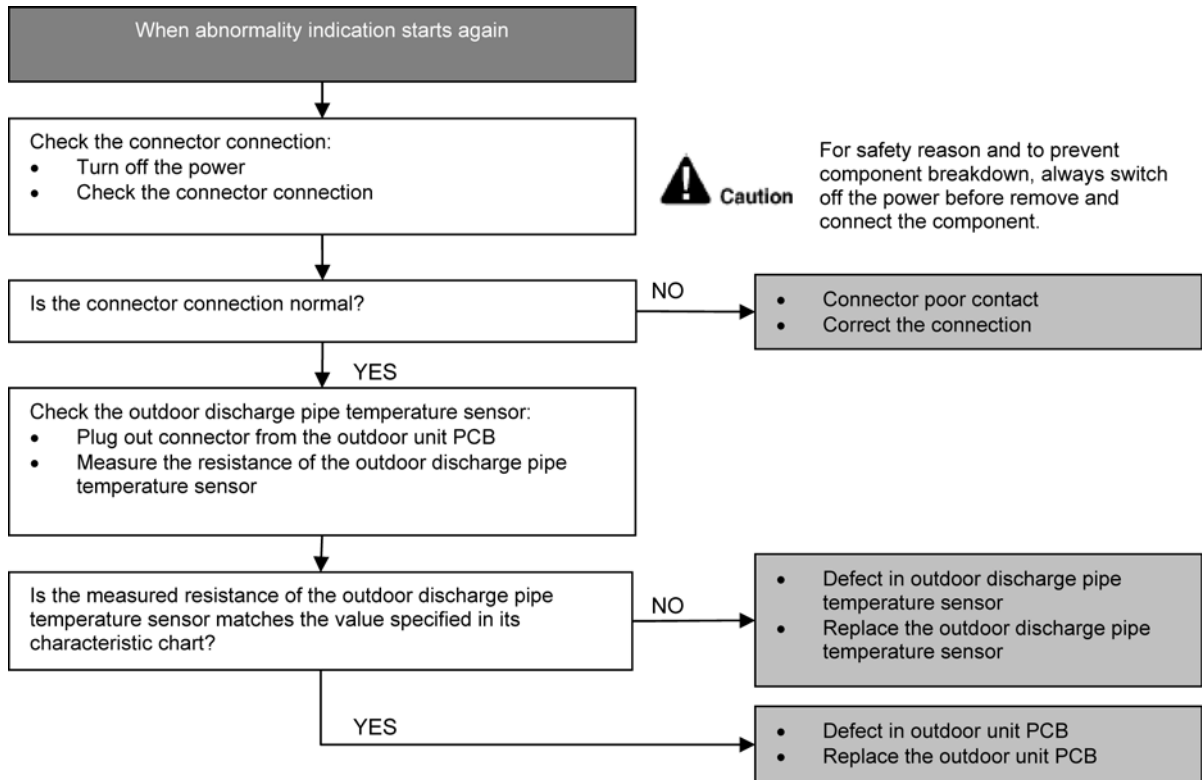 When abnormality indication starts again
Check the connector connection:
• Turn off the power
• Check the connector connection
Caution
For safety reason and to prevent
component breakdown, always switch
off the power before remove and
connect the component.
Is the connector connection normal?
NO
• Connector poor contact
• Correct the connection
YES
Check the outdoor discharge pipe temperature sensor:
• Plug out connector from the outdoor unit PCB
• Measure the resistance of the outdoor discharge pipe
temperature sensor
Is the measured resistance of the outdoor discharge pipe
temperature sensor matches the value specified in its
characteristic chart?
NO
• Defect in outdoor discharge pipe
temperature sensor
• Replace the outdoor discharge pipe
temperature sensor
YES
• Defect in outdoor unit PCB
• Replace the outdoor unit PCB